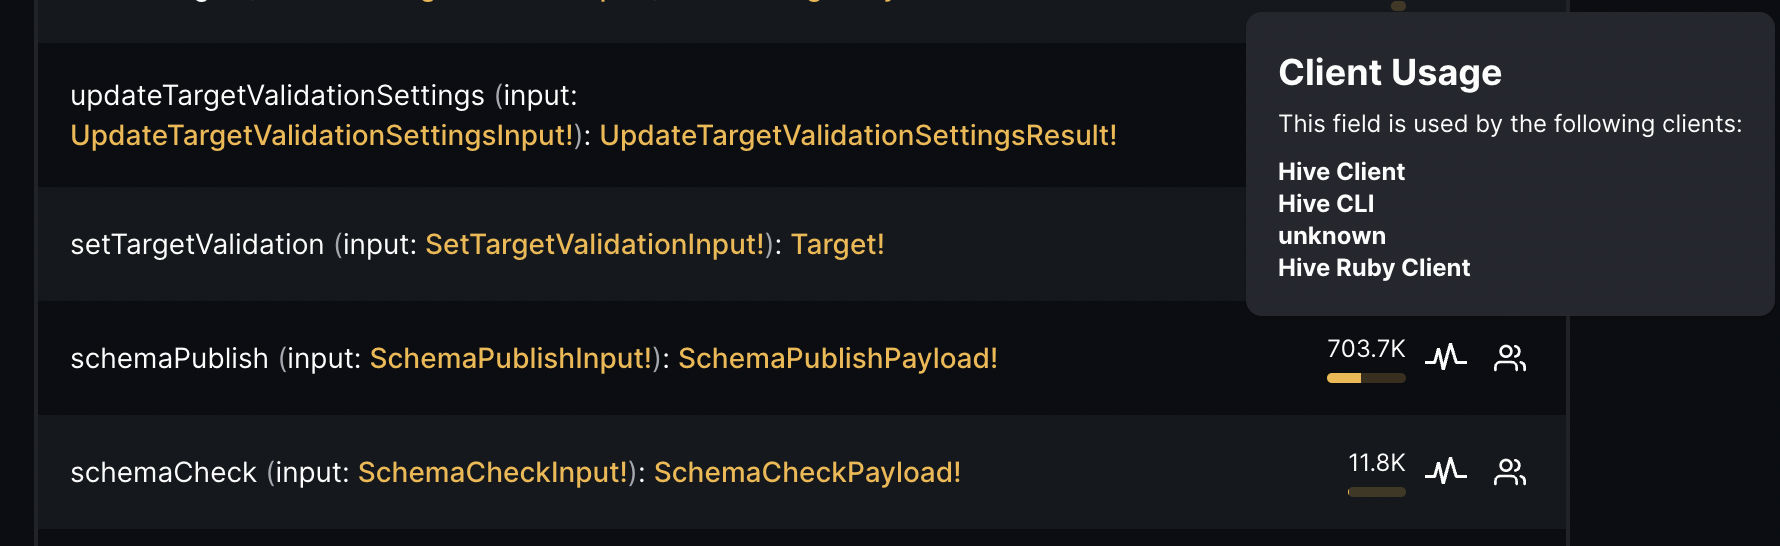 updateTargetValidationSettings (input:
UpdateTargetValidationSettingsInput!): UpdateTargetValidationSettingsResult!
setTargetValidation (input: SetTargetValidationInput!): Target!
schemaPublish (input: SchemaPublishInput!): SchemaPublishPayload!
703.7K
schemaCheck (input: SchemaCheckInput!): SchemaCheckPayload!
11.8K
Client Usage
This field is used by the following clients:
Hive Client
Hive CLI
unknown
Hive Ruby Client